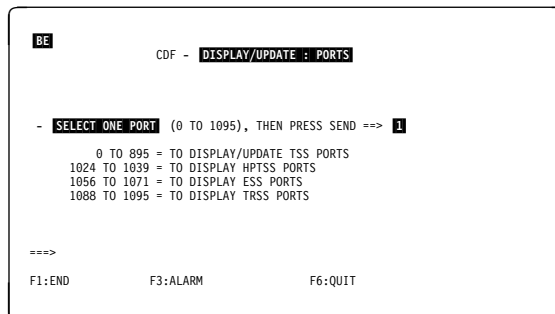 BE
CDF - DISPLAY/UPDATE : PORTS
- SELECT ONE PORT (0 TO 1095), THEN PRESS SEND ==> 1
0 TO 895 = TO DISPLAY/UPDATE TSS PORTS
1024 TO 1039 = TO DISPLAY HPTSS PORTS
1056 TO 1071 = TO DISPLAY ESS PORTS
1088 TO 1095 = TO DISPLAY TRSS PORTS
===>
F1:END F3:ALARM F6:QUIT